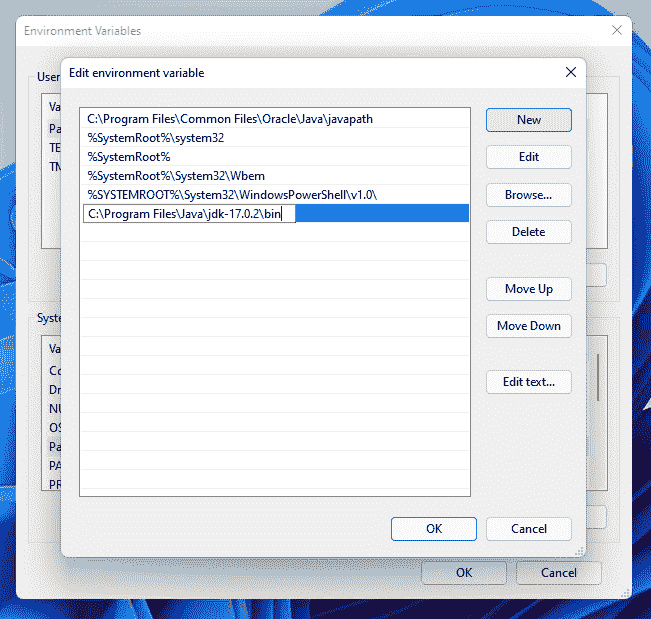 Environment Variables
Edit environment variable
User
Va
Pa
TE
TM
C:\Program Files\Common Files\Oracle\Java\javapath
%SystemRoot%\system32
%SystemRoot%
%SystemRoot%\System32\Wbem
%SYSTEMROOT%\System32\WindowsPowerShell\v1.0\
C:\Program Files\Java\jdk-17.0.2\bin
New
Edit
Browse...
Delete
Move Up
Move Down
Edit text...
Syste
Va
Co
Dr
NU
OS
Pa
PA
PR
OK
Cancel
OK
Cancel